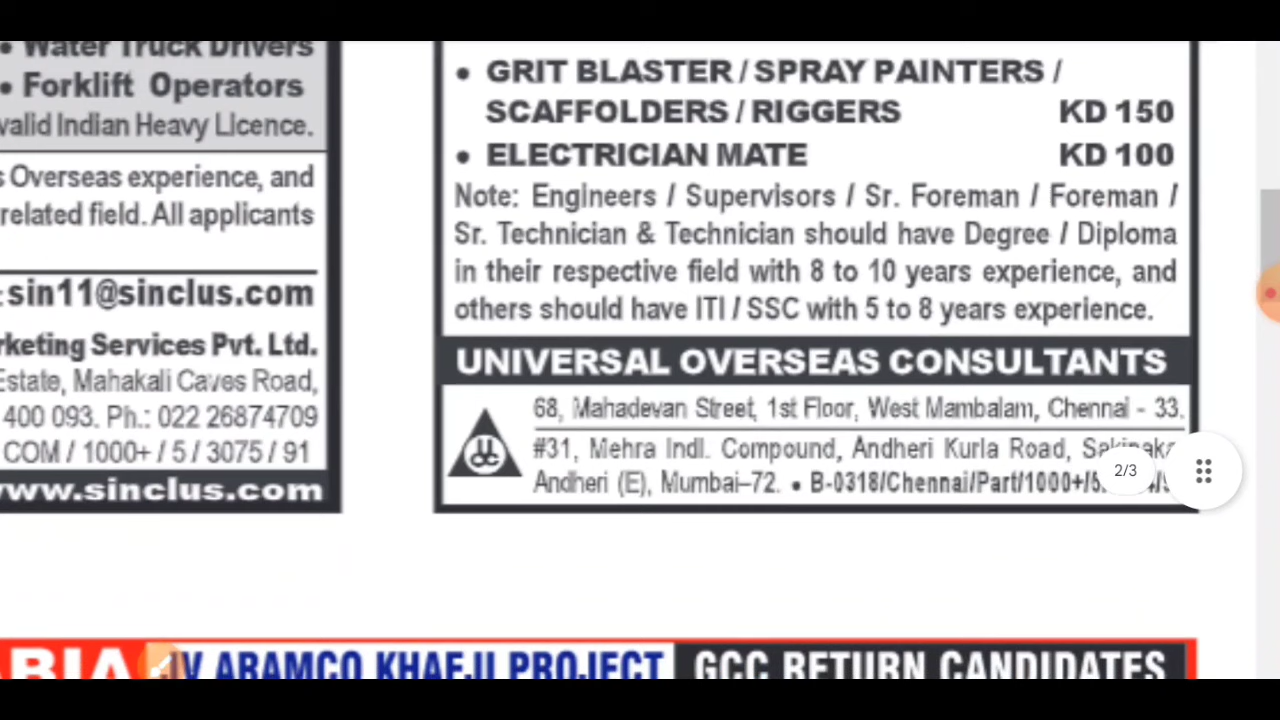 • Water Truck Drivers
• Forklift Operators
valid Indian Heavy Licence.
Overseas experience, and
related field. All applicants
sin11@sinclus.com
Services Pvt. Ltd.
Estate, Mahakali Caves Road,
400 093. Ph.: 022 26874709
COM / 1000+ / 5 / 3075 / 91
www.sinclus.com
• GRIT BLASTER / SPRAY PAINTERS /
SCAFFOLDERS / RIGGERS KD 150
• ELECTRICIAN MATE KD 100
Note: Engineers / Supervisors / Sr. Foreman / Foreman /
Sr. Technician & Technician should have Degree / Diploma
in their respective field with 8 to 10 years experience, and
others should have ITI / SSC with 5 to 8 years experience.
UNIVERSAL OVERSEAS CONSULTANTS
UOC
68, Mahadevan Street, 1st Floor, West Mambalam, Chennai - 33.
#31, Mehra Indl. Compound, Andheri Kurla Road,
Andheri (E), Mumbai–72. • B-0318/Chennai/Part/1000+/5
2/3
ARAMCO KHAFJI PROJECT
GCC RETURN CANDIDATES